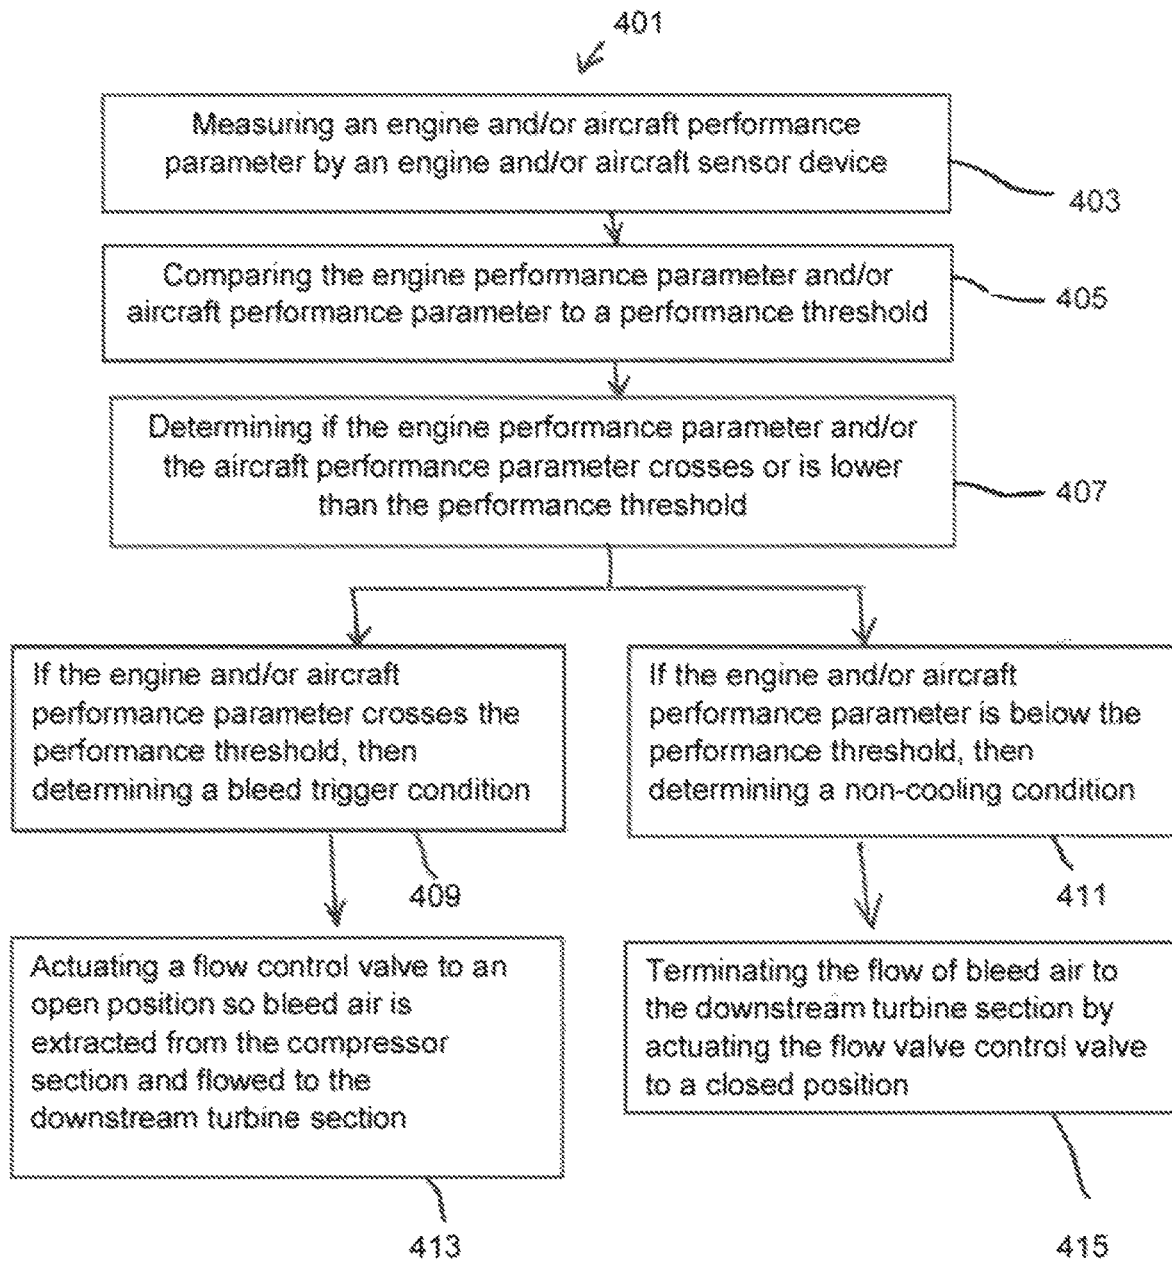 401
Measuring an engine and/or aircraft performance
parameter by an engine and/or aircraft sensor device
403
Comparing the engine performance parameter and/or
aircraft performance parameter to a performance threshold
405
Determining if the engine performance parameter and/or
the aircraft performance parameter crosses or is lower
than the performance threshold
407
If the engine and/or aircraft
performance parameter crosses the
performance threshold, then
determining a bleed trigger condition
409
If the engine and/or aircraft
performance parameter is below the
performance threshold, then
determining a non-cooling condition
411
Actuating a flow control valve to an
open position so bleed air is
extracted from the compressor
section and flowed to the
downstream turbine section
413
Terminating the flow of bleed air to
the downstream turbine section by
actuating the flow valve control valve
to a closed position
415